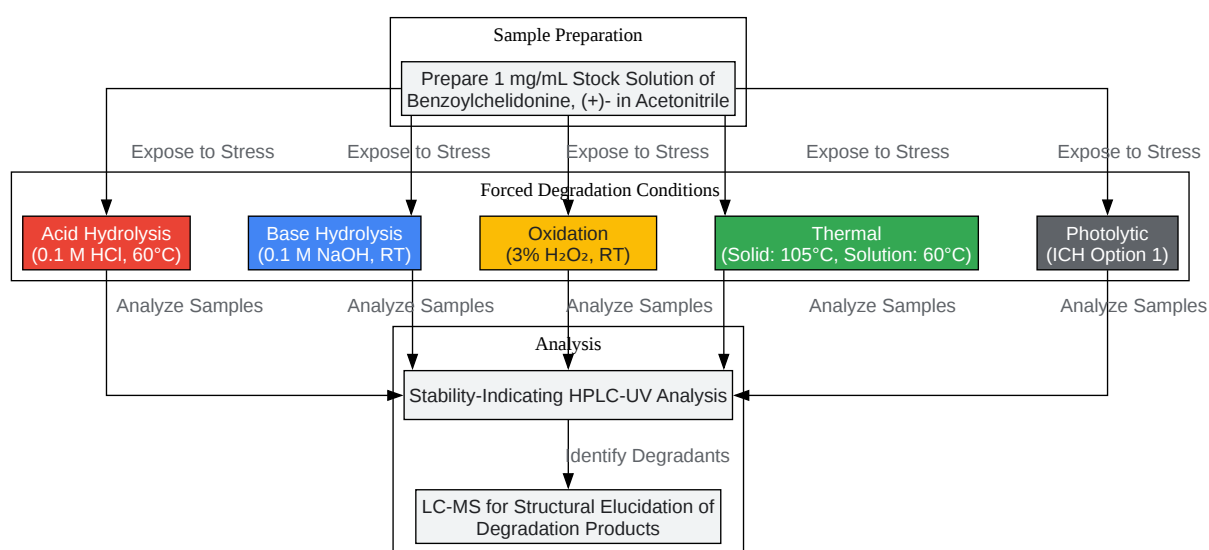 Sample Preparation
Prepare 1 mg/mL Stock Solution of
Benzoylchelidonine, (+)- in Acetonitrile
Expose to Stress
Expose to Stress
Expose to Stress
Expose to Stress
Expose to Stress
Forced Degradation Conditions
Acid Hydrolysis
(0.1 M HCl, 60°C)
Base Hydrolysis
(0.1 M NaOH, RT)
Oxidation
(3% H₂O₂, RT)
Thermal
(Solid: 105°C, Solution: 60°C)
Photolytic
(ICH Option 1)
Analyze Samples
Analyze Samples
Analyze Samples
Analyze Samples
Analyze Samples
Analysis
Stability-Indicating HPLC-UV Analysis
Identify Degradants
LC-MS for Structural Elucidation of
Degradation Products